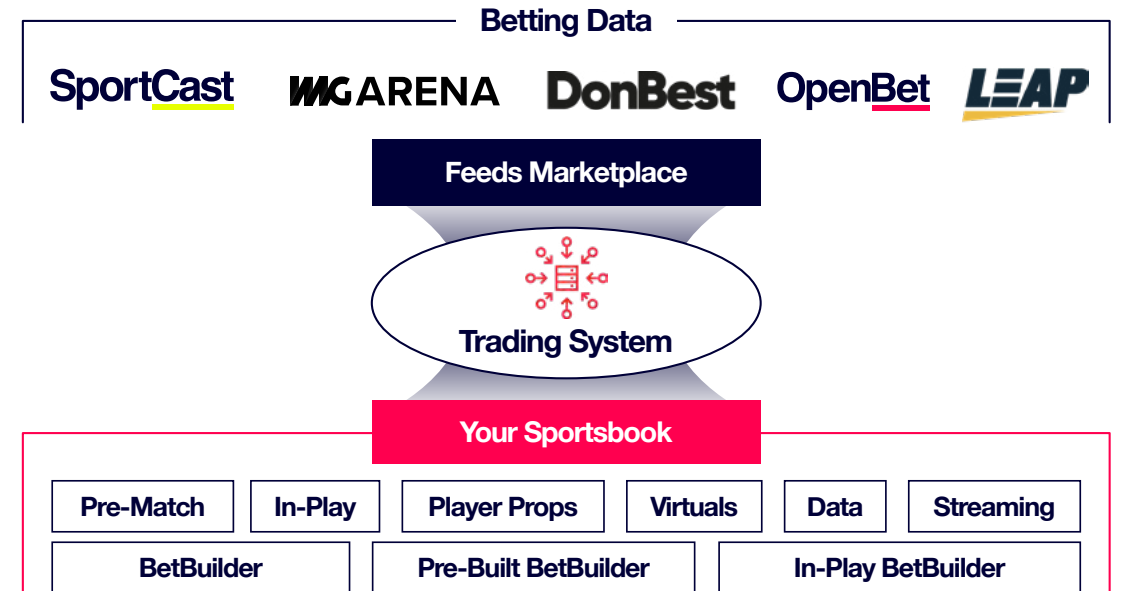 Betting Data
SportCast IMG ARENA DonBest OpenBet LEAP
Feeds Marketplace
Trading System
Your Sportsbook
Pre-Match In-Play Player Props Virtuals Data Streaming
BetBuilder Pre-Built BetBuilder In-Play BetBuilder